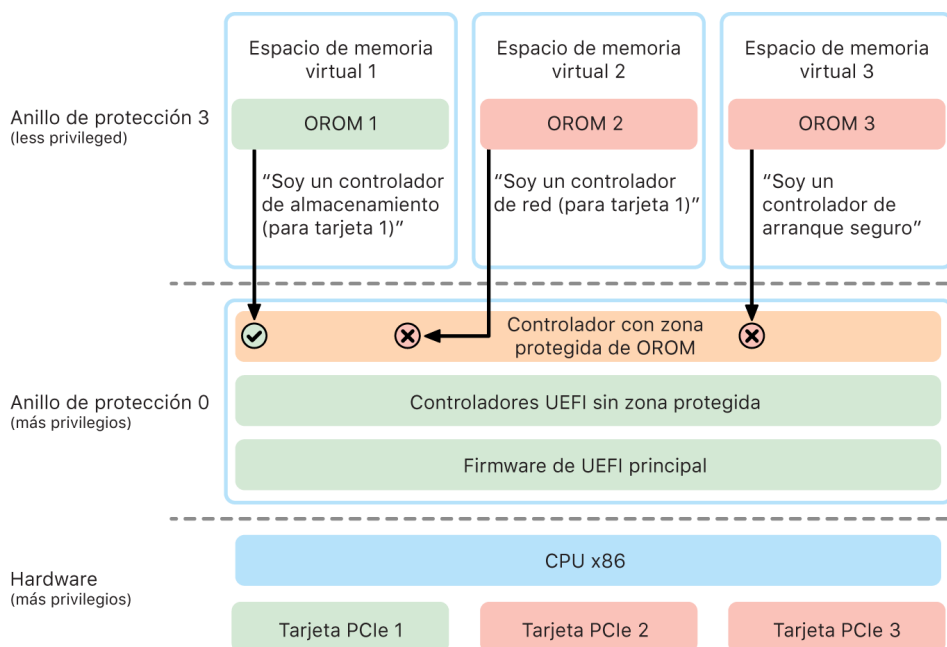 Espacio de memoria
virtual 1
Espacio de memoria
virtual 2
Espacio de memoria
virtual 3
Anillo de protección 3
(less privileged)
OROM 1
OROM 2
OROM 3
“Soy un controlador
de almacenamiento
(para tarjeta 1)”
“Soy un controlador
de red (para tarjeta 1)”
“Soy un
controlador de
arranque seguro”
Controlador con zona
protegida de OROM
Anillo de protección 0
(más privilegios)
Controladores UEFI sin zona protegida
Firmware de UEFI principal
Hardware
(más privilegios)
CPU x86
Tarjeta PCIe 1
Tarjeta PCIe 2
Tarjeta PCIe 3